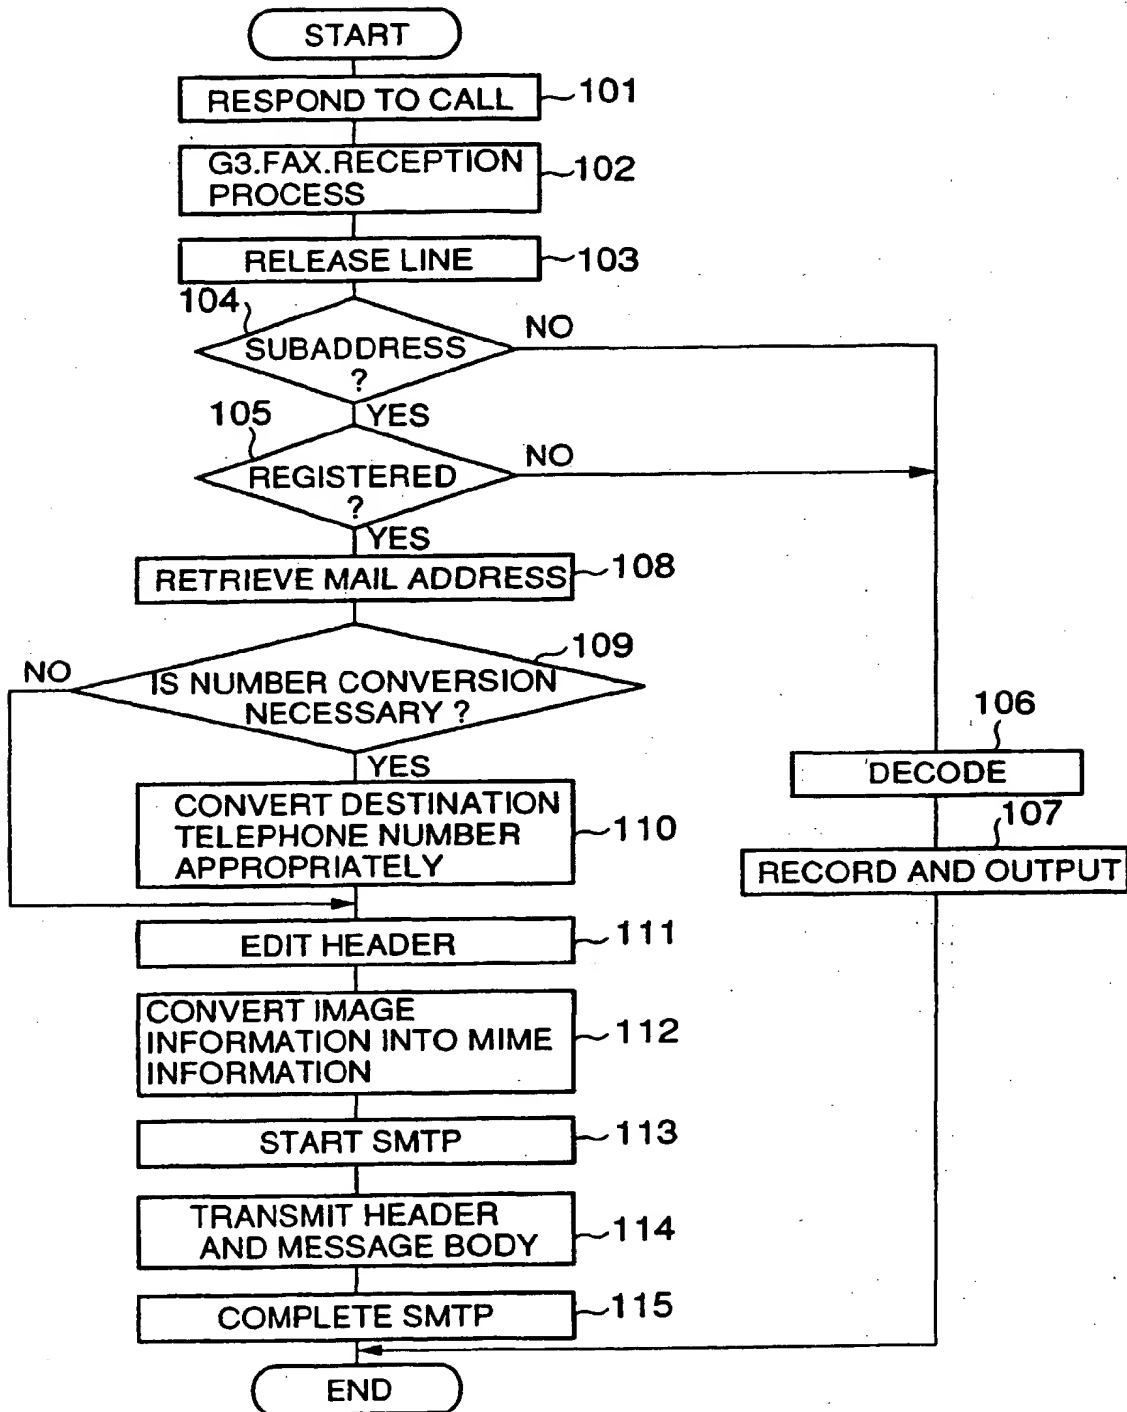 START
RESPOND TO CALL
101
G3.FAX.RECEPTION
PROCESS
102
RELEASE LINE
103
104
SUBADDRESS
?
NO
YES
105
REGISTERED
?
NO
YES
RETRIEVE MAIL ADDRESS
108
109
NO
IS NUMBER CONVERSION
NECESSARY ?
YES
CONVERT DESTINATION
TELEPHONE NUMBER
APPROPRIATELY
110
106
DECODE
107
RECORD AND OUTPUT
EDIT HEADER
111
CONVERT IMAGE
INFORMATION INTO MIME
INFORMATION
112
START SMTP
113
TRANSMIT HEADER
AND MESSAGE BODY
114
COMPLETE SMTP
115
END